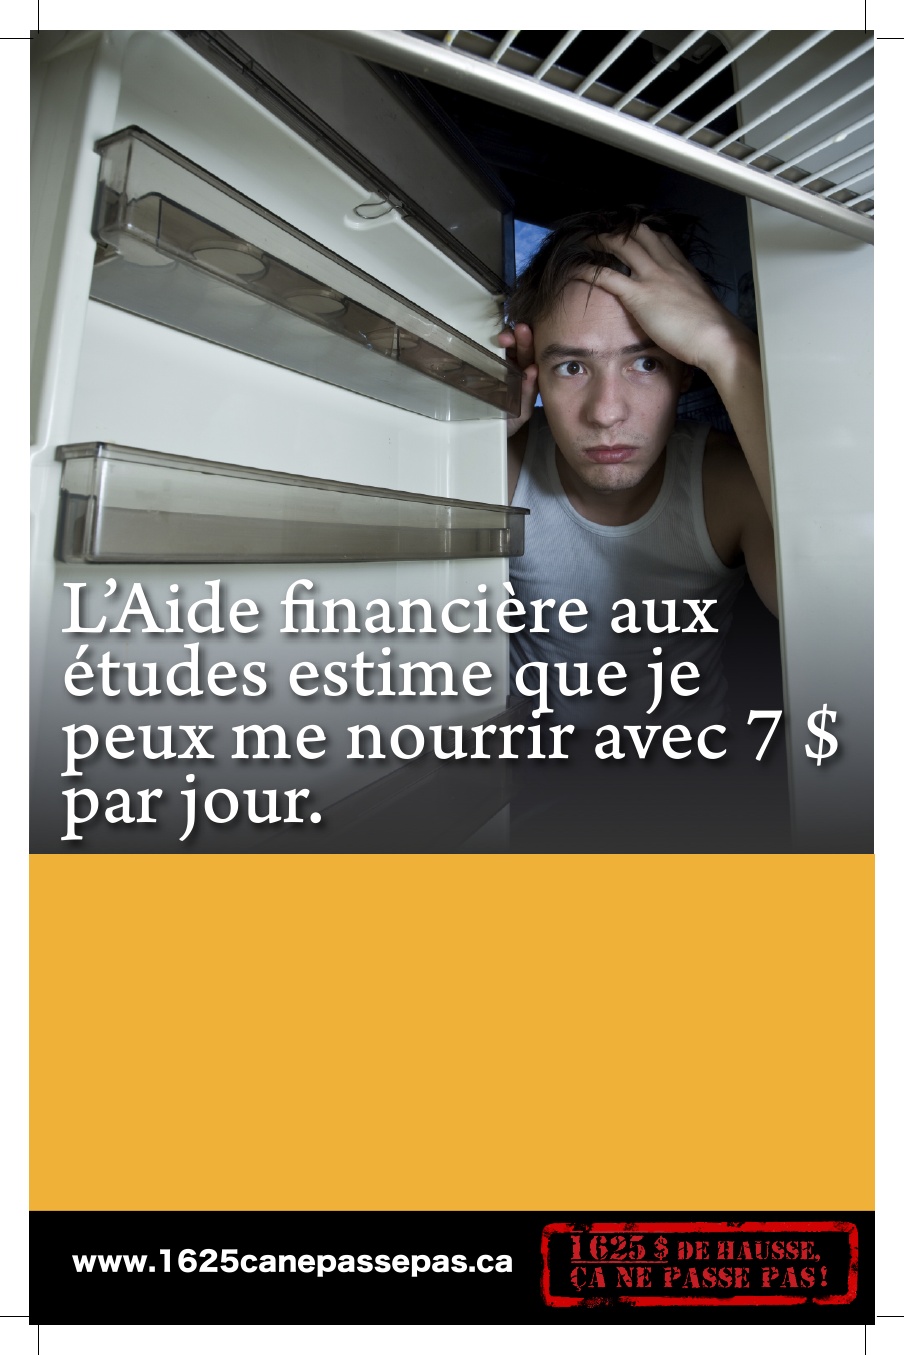 L’Aide financière aux
études estime que je
peux me nourrir avec 7 $
par jour.
www.1625canepassepas.ca
1625 $ DE HAUSSE,
ÇA NE PASSE PAS!